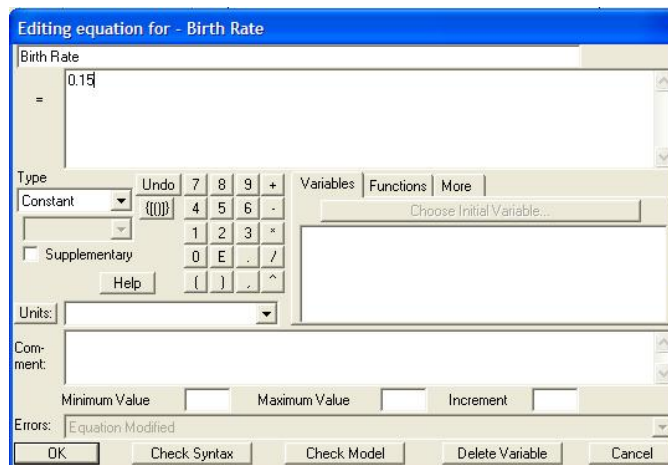 Editing equation for - Birth Rate
Birth Rate
= 0.15
Type
Undo 7 8 9 + Variables Functions More
Constant {[()]} 4 5 6 - Choose Initial Variable...
1 2 3 *
Supplementary 0 E . /
Help ( ) , ^
Units:
Com-
ment:
Minimum Value Maximum Value Increment
Errors: Equation Modified
OK Check Syntax Check Model Delete Variable Cancel